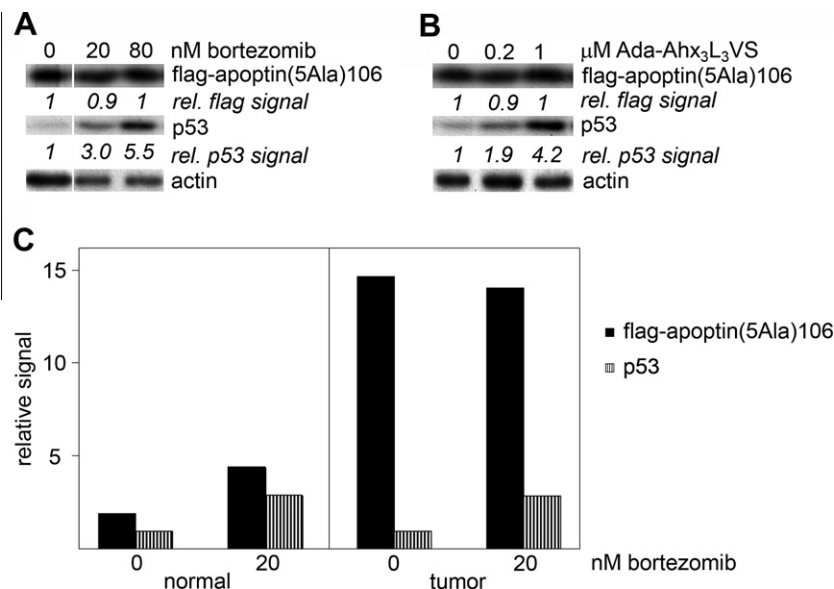 A
0 20 80 nM bortezomib
flag-apoptin(5Ala)106
1 0.9 1 rel. flag signal
p53
1 3.0 5.5 rel. p53 signal
actin
B
0 0.2 1 μM Ada-Ahx₃L₃VS
flag-apoptin(5Ala)106
1 0.9 1 rel. flag signal
p53
1 1.9 4.2 rel. p53 signal
actin
C
relative signal
15
10
5
flag-apoptin(5Ala)106
p53
0 20 0 20 nM bortezomib
normal tumor